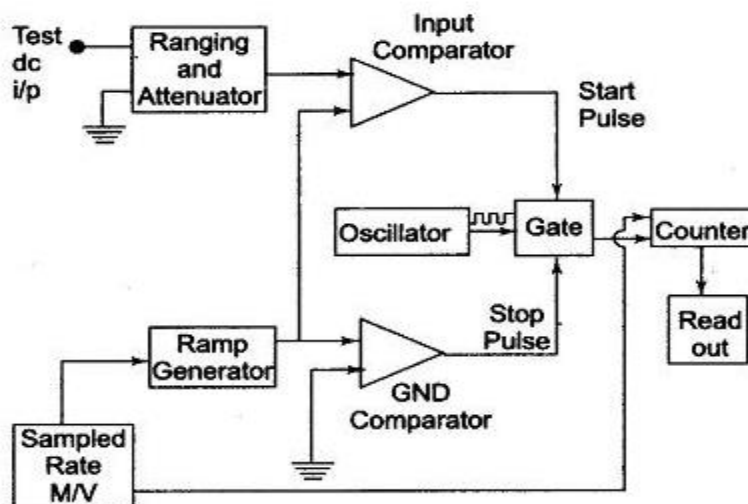 Test
dc
i/p
Ranging
and
Attenuator
Input
Comparator
Start
Pulse
Oscillator
Gate
Counter
Read
out
Stop
Pulse
Ramp
Generator
GND
Comparator
Sampled
Rate
M/V